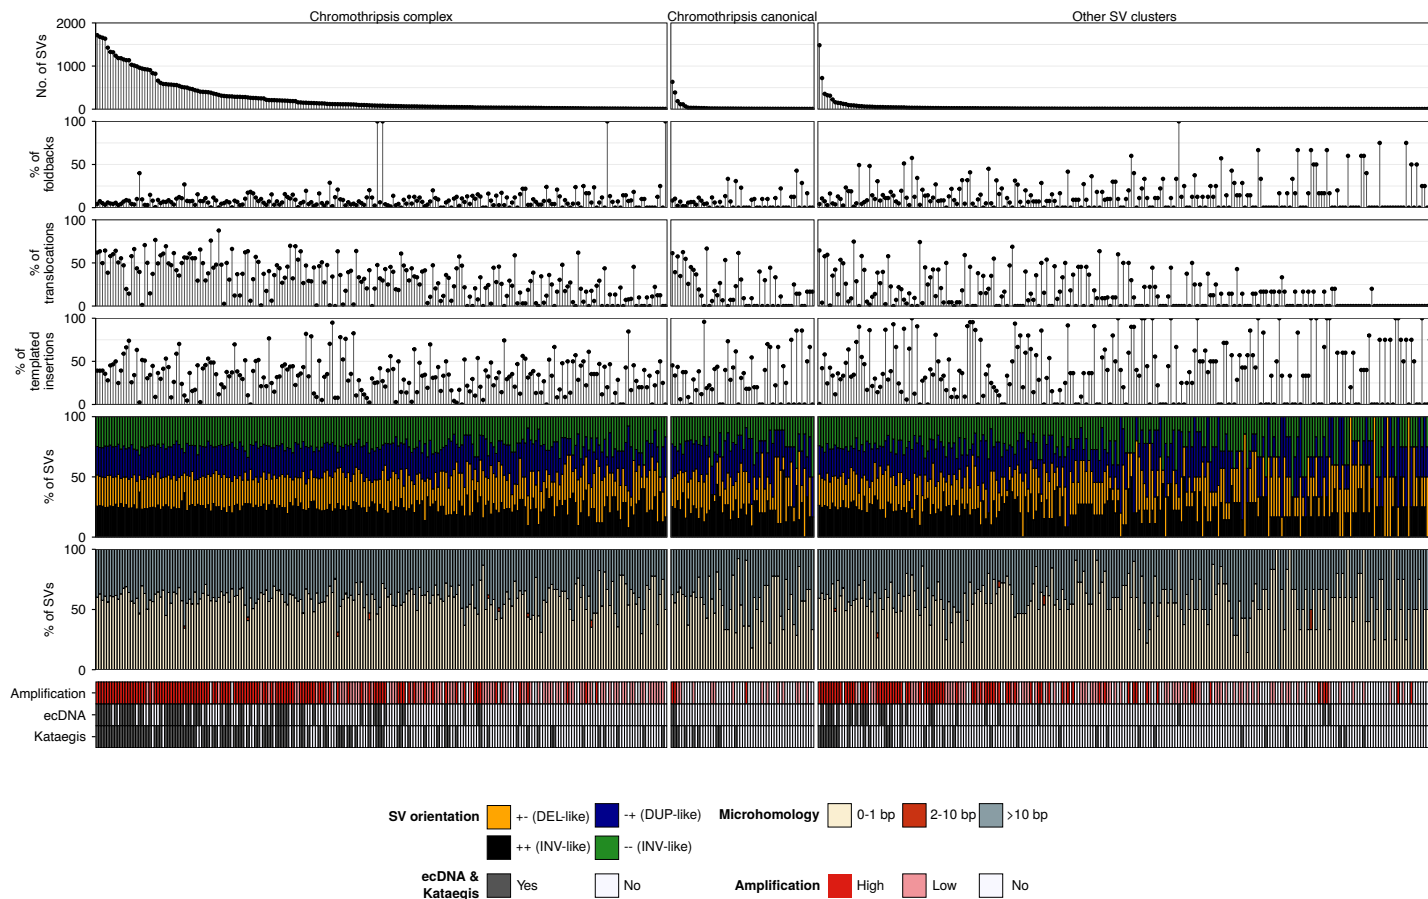 Chromothripsis complex
Chromothripsis canonical
Other SV clusters
No. of SVs
2000
1000
0
% of
foldbacks
100
50
0
% of
translocations
100
50
0
% of
templated
insertions
100
50
0
% of SVs
100
50
0
% of SVs
100
50
0
Amplification
ecDNA
Kataegis
SV orientation
+- (DEL-like)
-+ (DUP-like)
++ (INV-like)
-- (INV-like)
Microhomology
0-1 bp
2-10 bp
>10 bp
ecDNA &
Kataegis
Yes
No
Amplification
High
Low
No